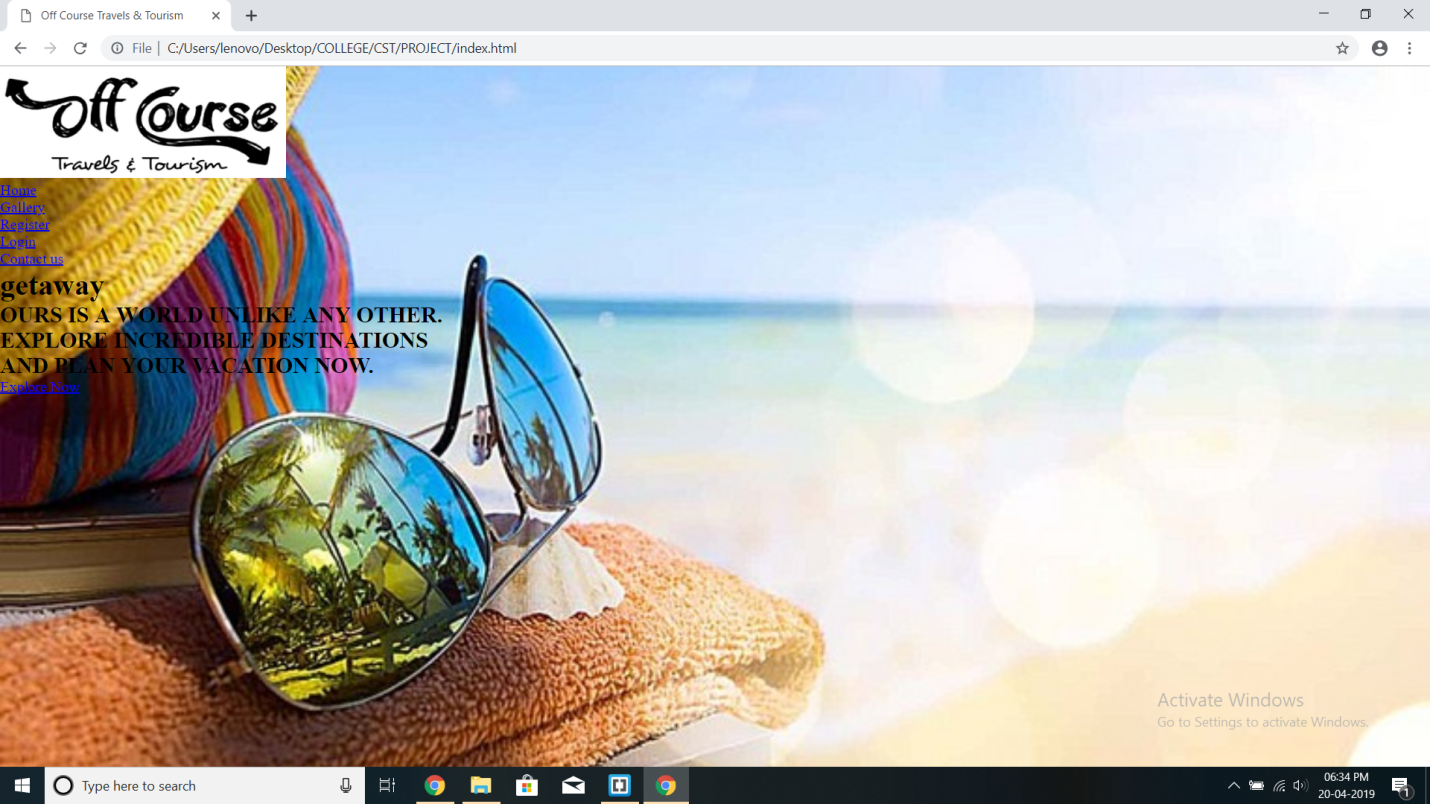 Off Course Travels & Tourism
File | C:/Users/lenovo/Desktop/COLLEGE/CST/PROJECT/index.html
Off Course
Travels & Tourism
Home
Gallery
Register
Login
Contact us
getaway
OURS IS A WORLD UNLIKE ANY OTHER.
EXPLORE INCREDIBLE DESTINATIONS
AND PLAN YOUR VACATION NOW.
Explore Now
Activate Windows
Go to Settings to activate Windows.
Type here to search
06:34 PM
20-04-2019
1